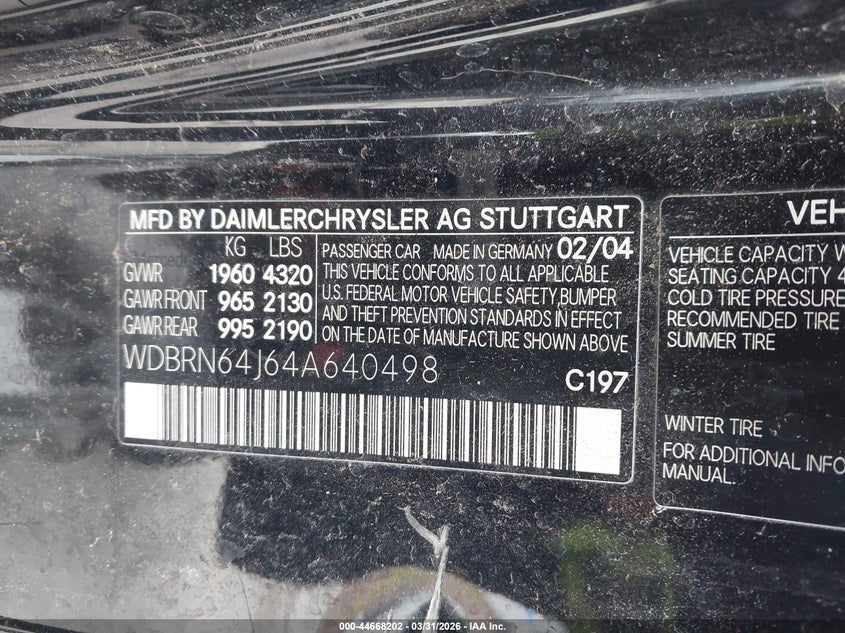 MFD BY DAIMLERCHRYSLER AG STUTTGART
KG LBS
GVWR 1960 4320
GAWR FRONT 965 2130
GAWR REAR 995 2190
PASSENGER CAR MADE IN GERMANY 02/04
THIS VEHICLE CONFORMS TO ALL APPLICABLE
U.S. FEDERAL MOTOR VEHICLE SAFETY, BUMPER
AND THEFT PREVENTION STANDARDS IN EFFECT
ON THE DATE OF MANUFACTURE SHOWN ABOVE
WDBRN64J64A640498
C197
VEH
VEHICLE CAPACITY W
SEATING CAPACITY 4
COLD TIRE PRESSURE
RECOMMENDED TIRE
SUMMER TIRE
WINTER TIRE
FOR ADDITIONAL INFO
MANUAL.
000-44668202 - 03/31/2026 - IAA Inc.